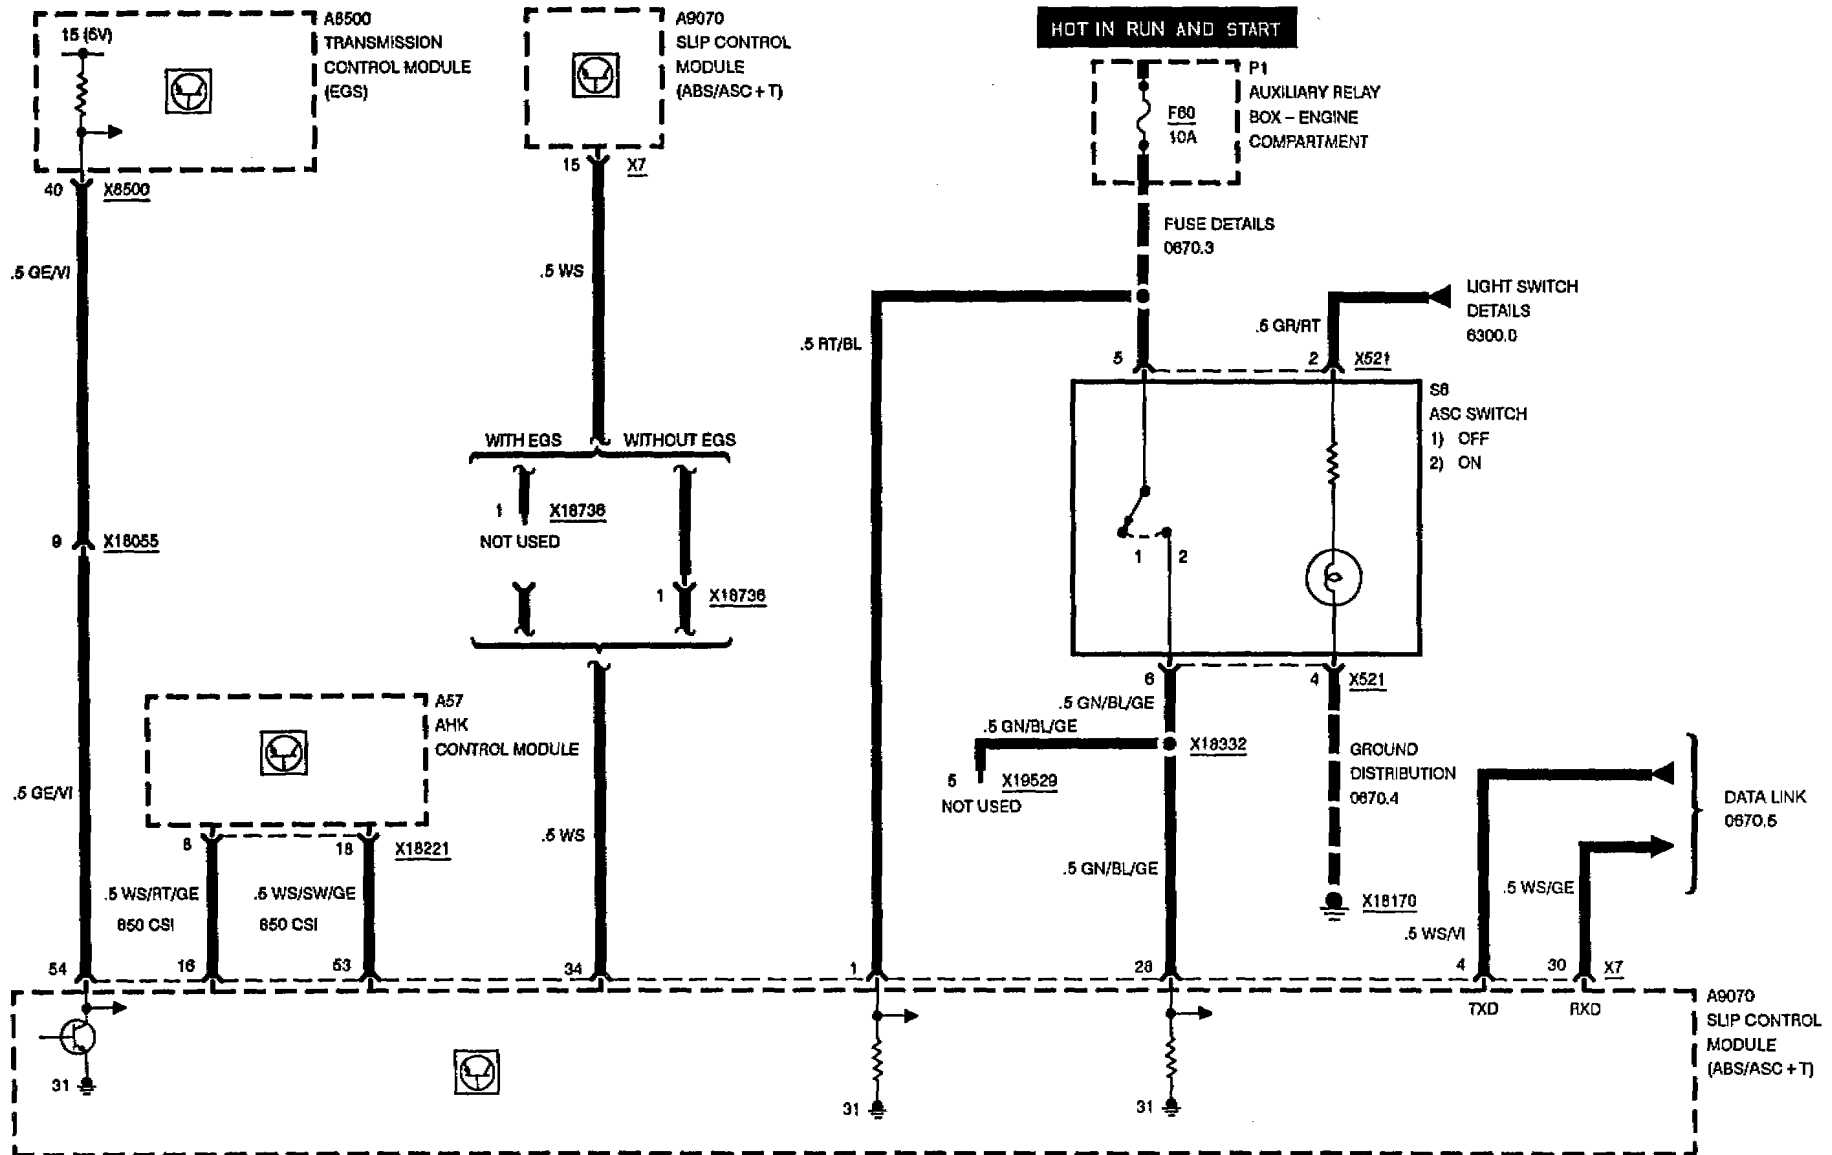 A8500
TRANSMISSION
CONTROL MODULE
(EGS)
15 (5V)
40
X8500
.5 GE/VI
9
X18055
.5 GE/VI
A9070
SLIP CONTROL
MODULE
(ABS/ASC + T)
15
X7
.5 WS
WITH EGS
WITHOUT EGS
1
X18736
NOT USED
1
X18736
.5 WS
A57
AHK
CONTROL MODULE
8
18
X18221
.5 WS/RT/GE
850 CSI
.5 WS/SW/GE
850 CSI
HOT IN RUN AND START
P1
AUXILIARY RELAY
BOX – ENGINE
COMPARTMENT
F60
10A
FUSE DETAILS
0670.3
.5 RT/BL
LIGHT SWITCH
DETAILS
6300.0
.5 GR/RT
5
2
X521
S6
ASC SWITCH
1) OFF
2) ON
1
2
6
4
X521
.5 GN/BL/GE
.5 GN/BL/GE
X18332
5
X19529
NOT USED
GROUND
DISTRIBUTION
0670.4
.5 GN/BL/GE
X18170
DATA LINK
0670.5
.5 WS/GE
.5 WS/VI
54
16
53
34
1
28
4
30
X7
TXD
RXD
A9070
SLIP CONTROL
MODULE
(ABS/ASC + T)
31
31
31